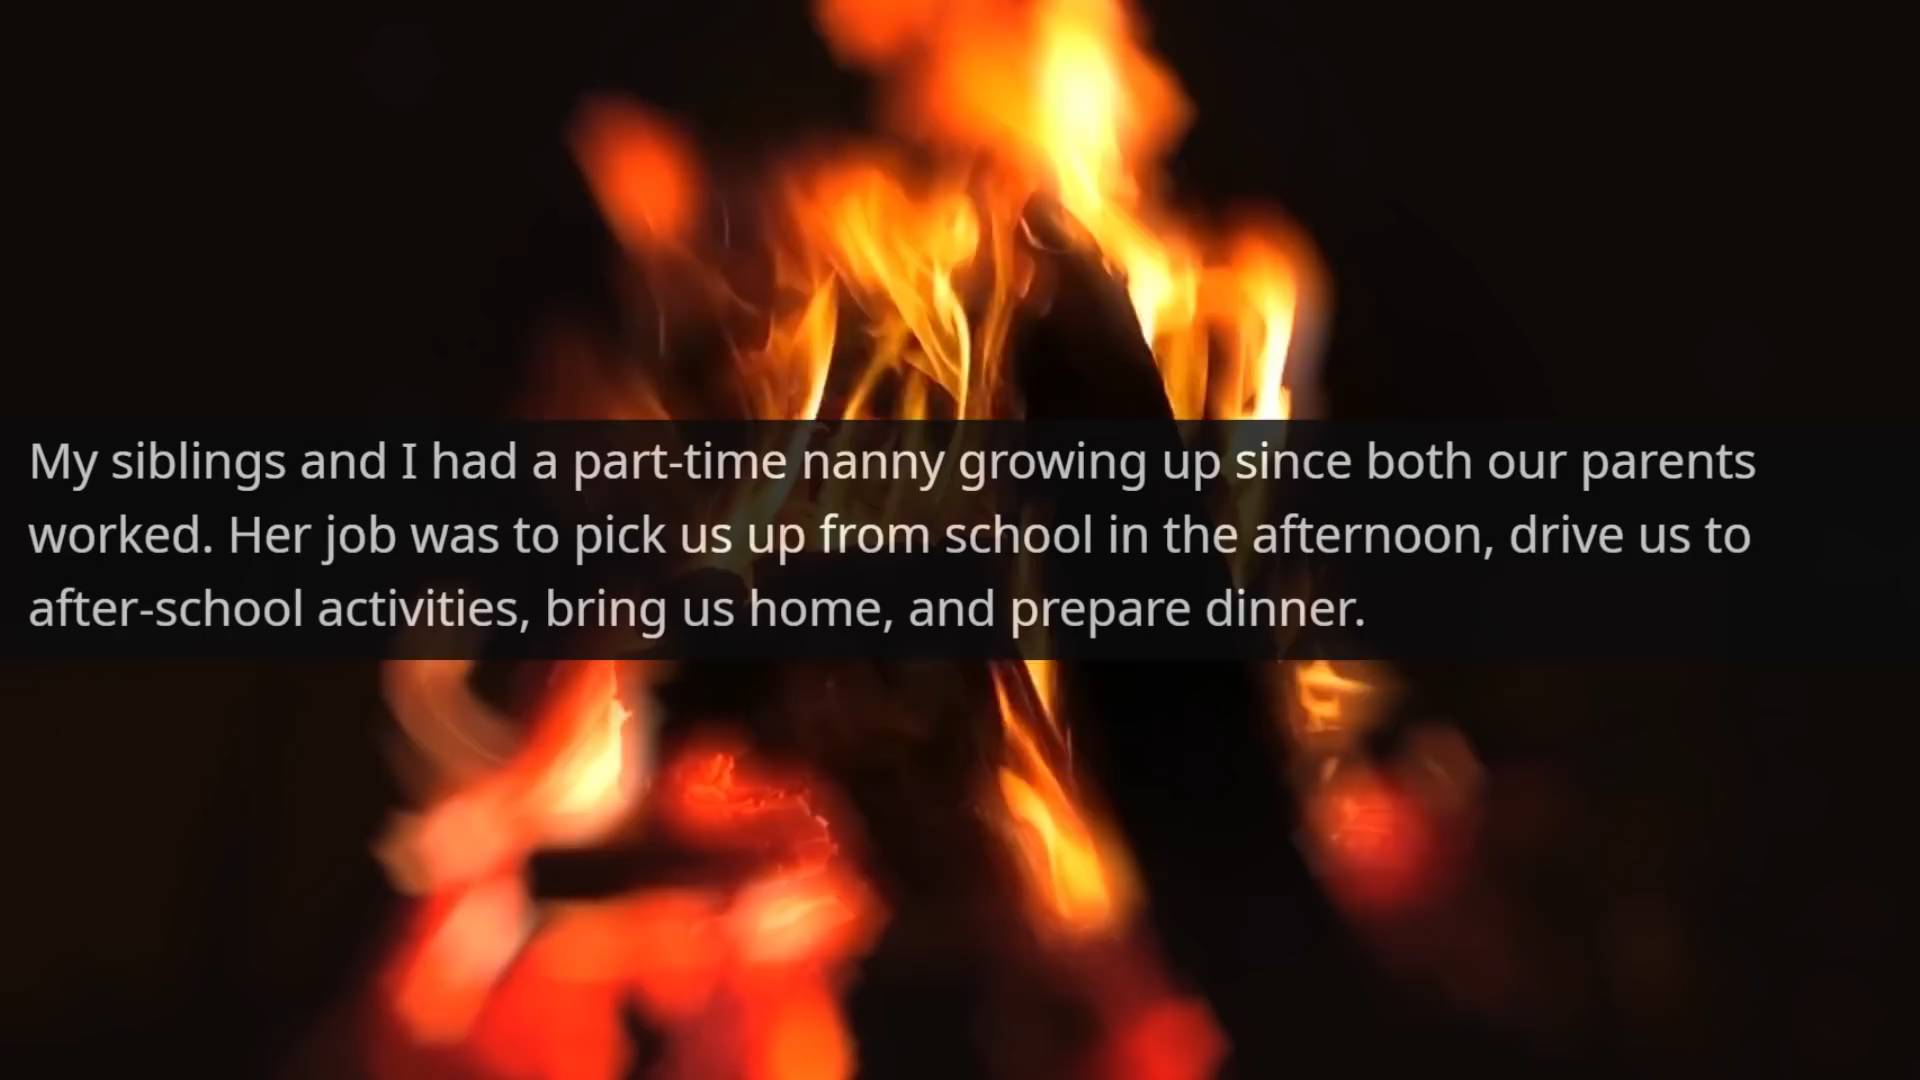 My siblings and I had a part-time nanny growing up since both our parents
worked. Her job was to pick us up from school in the afternoon, drive us to
after-school activities, bring us home, and prepare dinner.